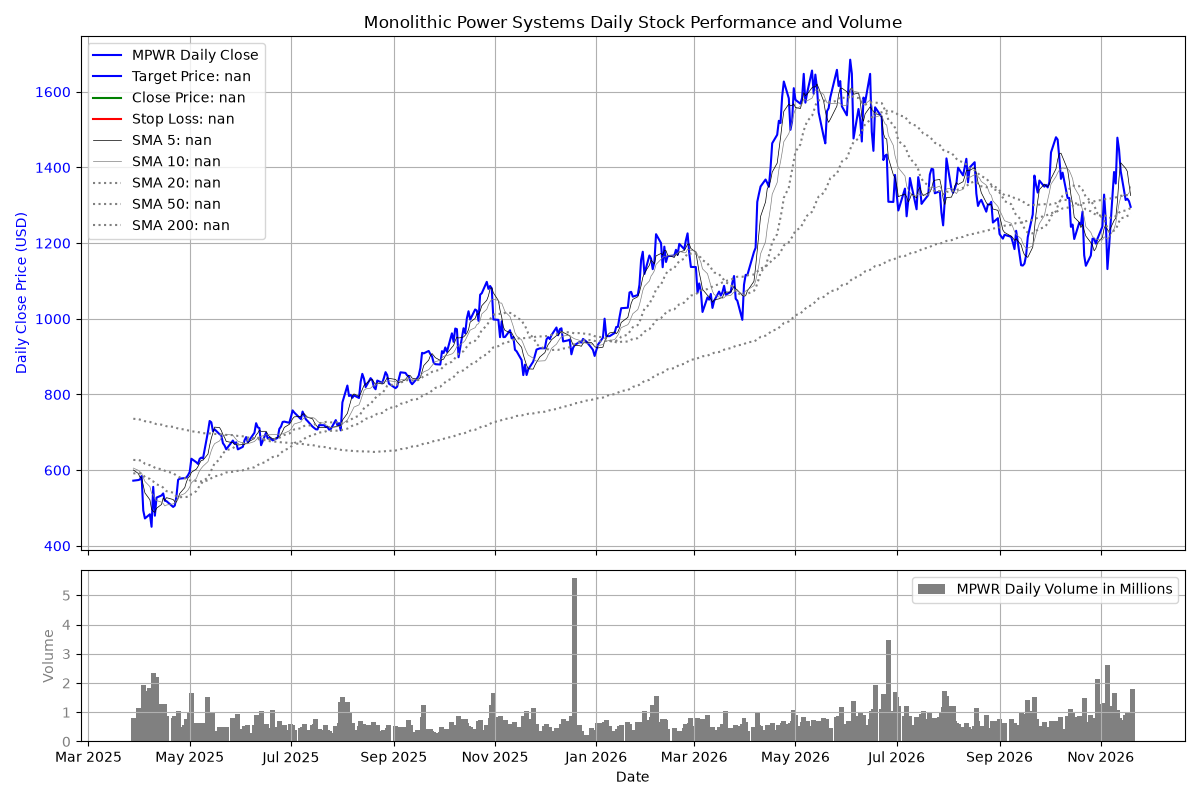 Monolithic Power Systems Daily Stock Performance and Volume
Daily Close Price (USD)
1600
1400
1200
1000
800
600
400
MPWR Daily Close
Target Price: nan
Close Price: nan
Stop Loss: nan
SMA 5: nan
SMA 10: nan
SMA 20: nan
SMA 50: nan
SMA 200: nan
Volume
5
4
3
2
1
0
MPWR Daily Volume in Millions
Mar 2025 May 2025 Jul 2025 Sep 2025 Nov 2025 Jan 2026 Mar 2026 May 2026 Jul 2026 Sep 2026 Nov 2026
Date